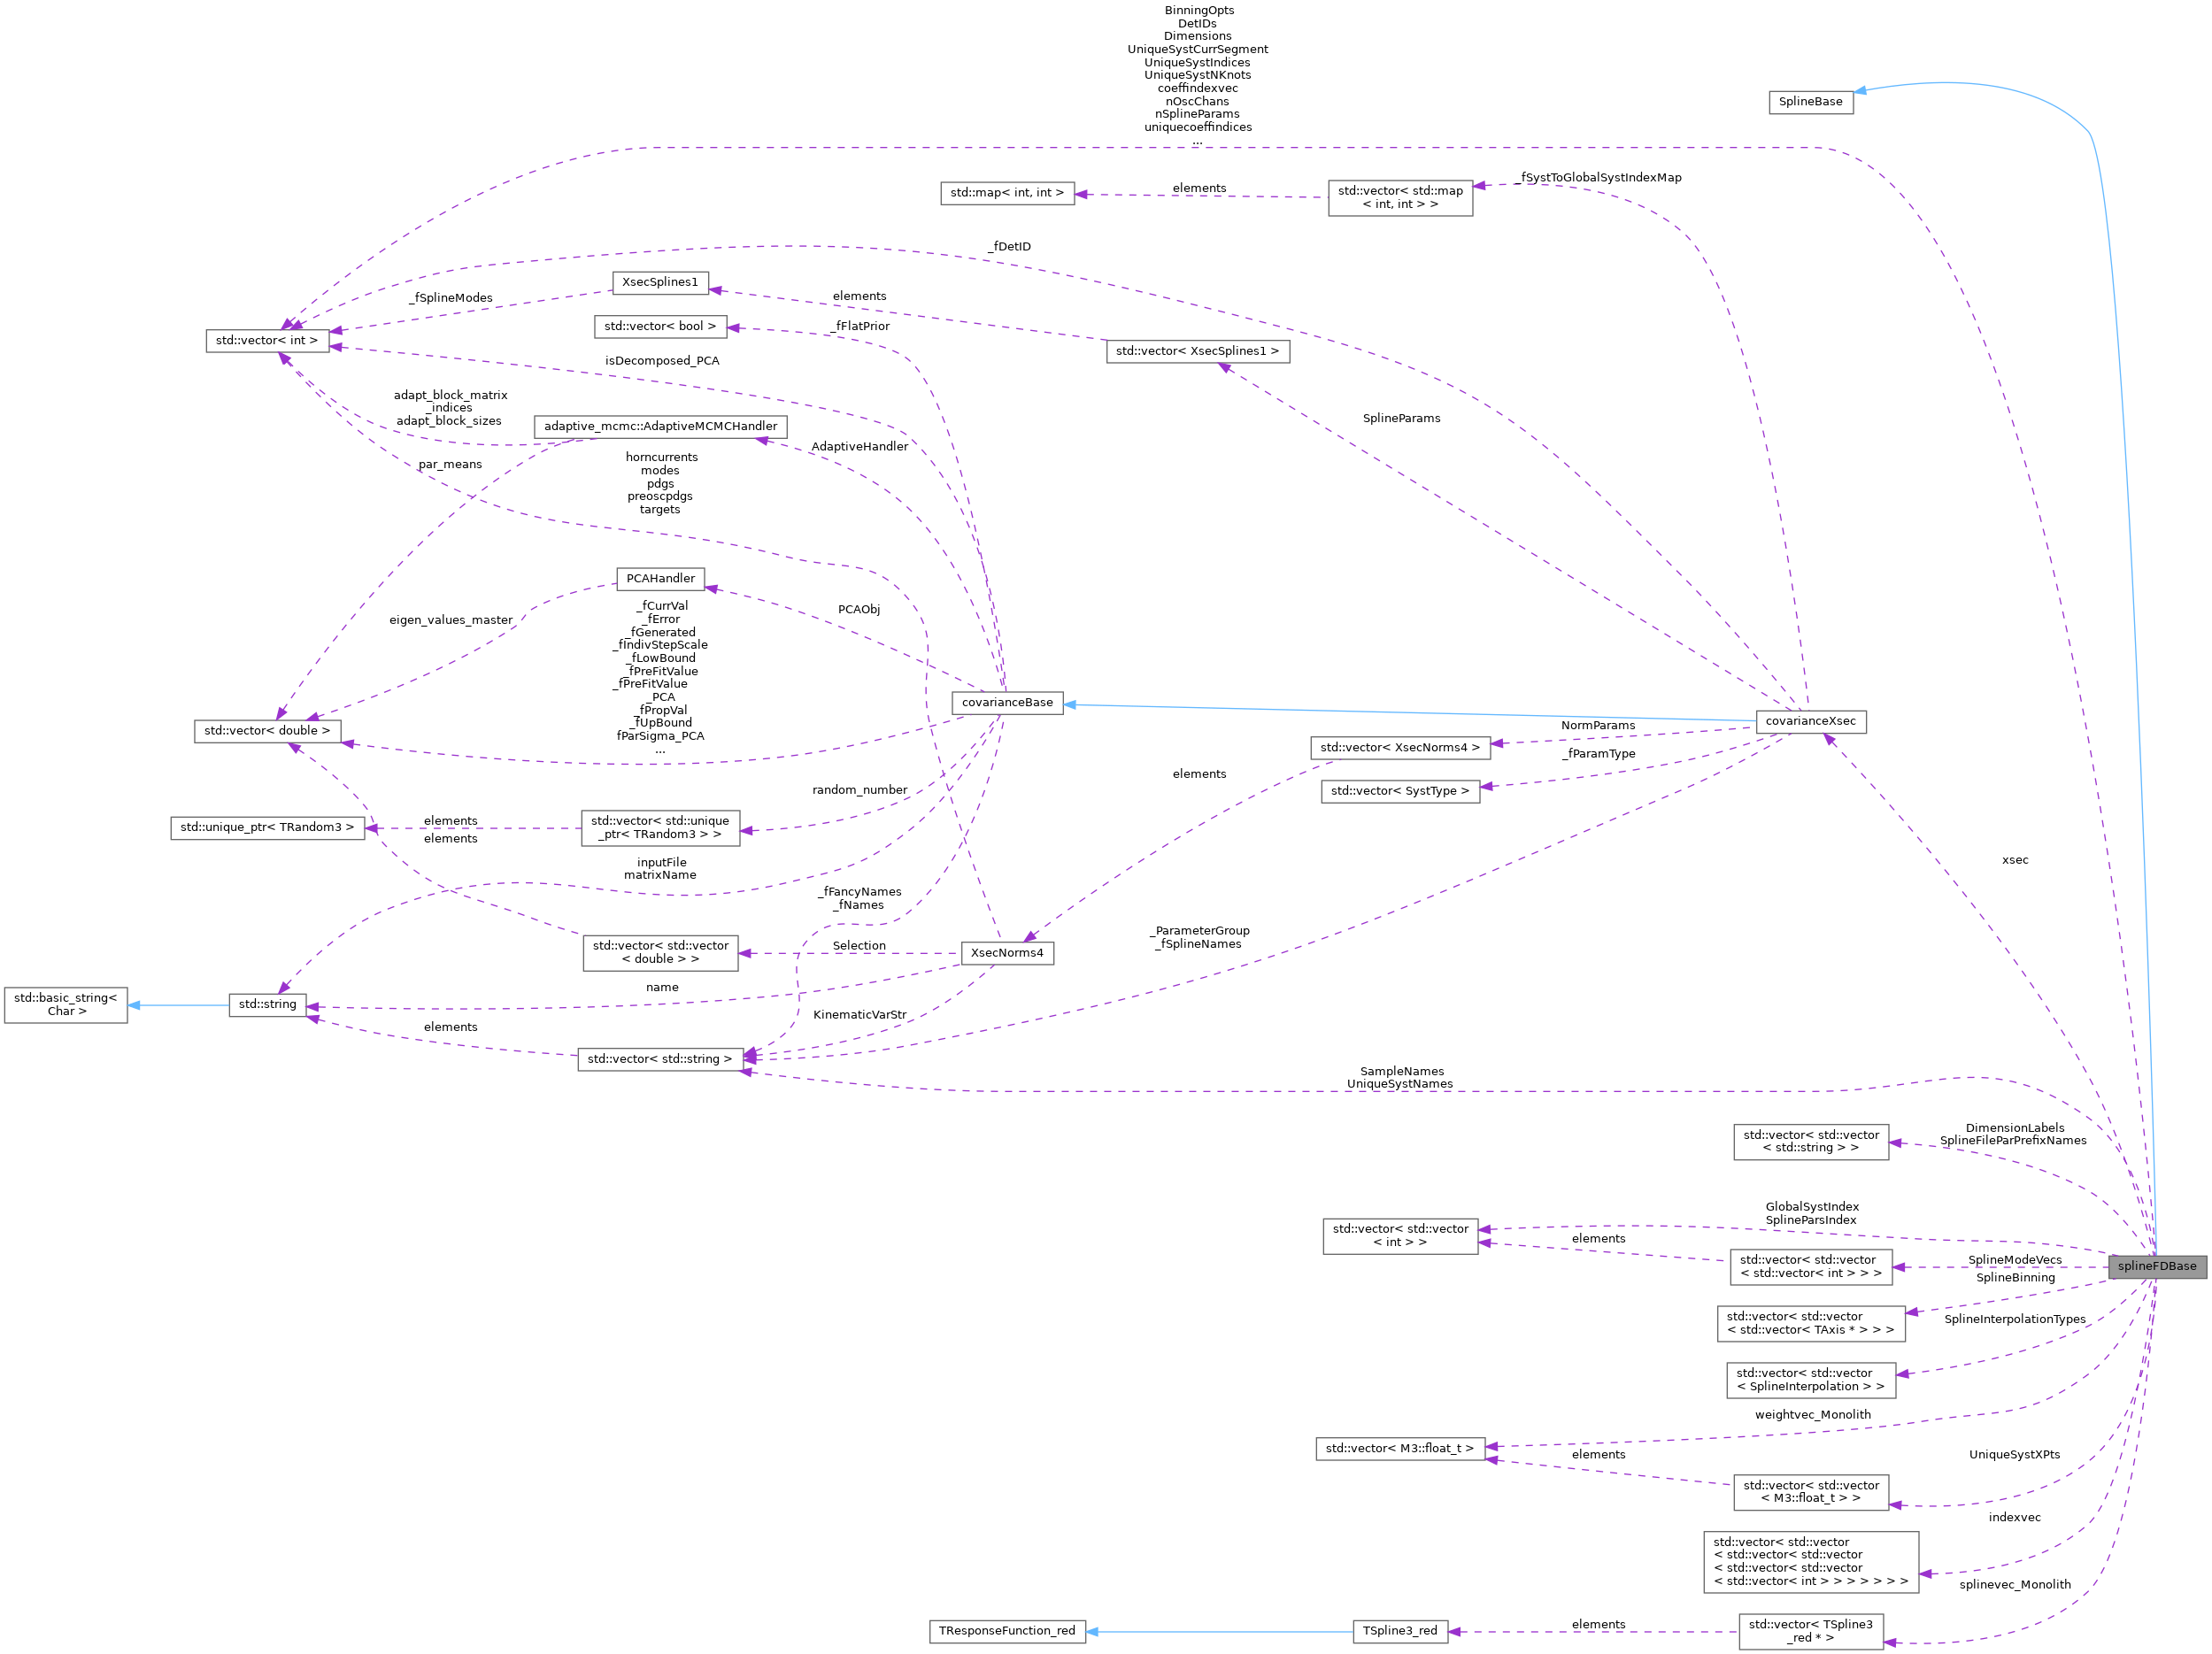 BinningOpts
DetIDs
Dimensions
UniqueSystCurrSegment
UniqueSystIndices
UniqueSystNKnots
coeffindexvec
nOscChans
nSplineParams
uniquecoeffindices
...
SplineBase
_fSystToGlobalSystIndexMap
std::map< int, int >
elements
std::vector< std::map
< int, int > >
_fDetID
XsecSplines1
_fSplineModes
elements
std::vector< bool >
_fFlatPrior
std::vector< int >
isDecomposed_PCA
std::vector< XsecSplines1 >
adapt_block_matrix
_indices
adapt_block_sizes
adaptive_mcmc::AdaptiveMCMCHandler
AdaptiveHandler
SplineParams
par_means
horncurrents
modes
pdgs
preoscpdgs
targets
PCAHandler
PCAObj
eigen_values_master
_fCurrVal
_fError
_fGenerated
_fIndivStepScale
_fLowBound
_fPreFitValue
_fPreFitValue
_PCA
_fPropVal
_fUpBound
fParSigma_PCA
...
std::vector< double >
covarianceBase
covarianceXsec
NormParams
std::vector< XsecNorms4 >
_fParamType
std::vector< SystType >
elements
random_number
std::unique_ptr< TRandom3 >
elements
std::vector< std::unique
_ptr< TRandom3 > >
elements
inputFile
matrixName
xsec
_fFancyNames
_fNames
_ParameterGroup
_fSplineNames
std::vector< std::vector
< double > >
Selection
XsecNorms4
name
std::basic_string<
Char >
std::string
KinematicVarStr
elements
std::vector< std::string >
SampleNames
UniqueSystNames
std::vector< std::vector
< std::string > >
DimensionLabels
SplineFileParPrefixNames
GlobalSystIndex
SplineParsIndex
std::vector< std::vector
< int > >
elements
std::vector< std::vector
< std::vector< int > > >
SplineModeVecs
splineFDBase
SplineBinning
std::vector< std::vector
< std::vector< TAxis * > > >
SplineInterpolationTypes
std::vector< std::vector
< SplineInterpolation > >
weightvec_Monolith
std::vector< M3::float_t >
elements
UniqueSystXPts
std::vector< std::vector
< M3::float_t > >
indexvec
std::vector< std::vector
< std::vector< std::vector
< std::vector< std::vector
< std::vector< int > > > > > > >
splinevec_Monolith
TResponseFunction_red
TSpline3_red
elements
std::vector< TSpline3
_red * >